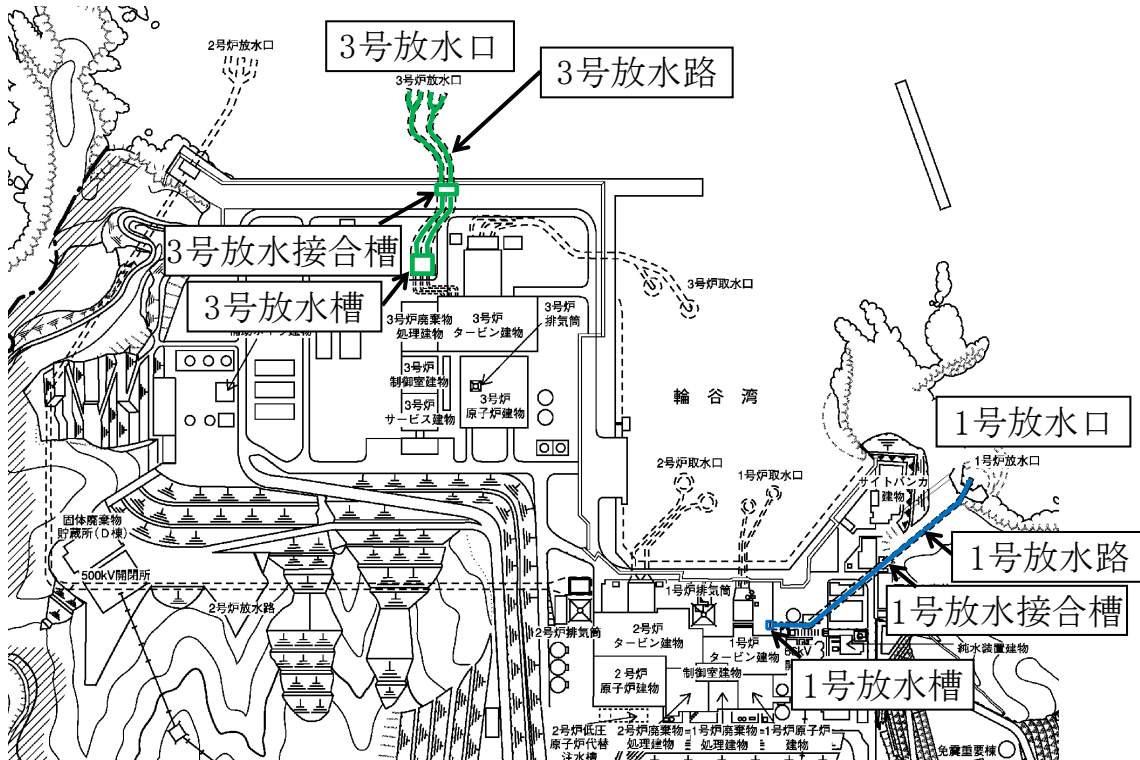 2号炉放水口
3号放水口
3号炉放水口
3号放水路
3号放水接合槽
3号放水槽
3号炉取水口
3号炉廃棄物
処理建物
3号炉
タービン建物
3号炉
排気筒
3号炉
制御室建物
3号炉
サービス建物
3号炉
原子炉建物
輪谷湾
2号炉取水口
1号炉取水口
1号放水口
1号炉放水口
サイトバンカ
建物
1号放水路
1号放水接合槽
1号放水槽
固体廃棄物
貯蔵所(D棟)
500kV開閉所
2号炉放水路
2号炉排気筒
1号炉排気筒
2号炉
タービン建物
1号炉
タービン建物
制御室建物
2号炉
原子炉建物
純水装置建物
2号炉低圧
原子炉代替
注水槽
2号炉廃棄物
処理建物
1号炉廃棄物
処理建物
1号炉原子炉
建物
免震重要棟